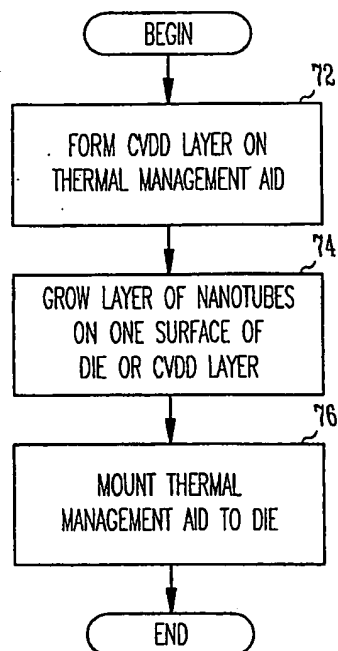 BEGIN
72
FORM CVDD LAYER ON
THERMAL MANAGEMENT AID
74
GROW LAYER OF NANOTUBES
ON ONE SURFACE OF
DIE OR CVDD LAYER
76
MOUNT THERMAL
MANAGEMENT AID TO DIE
END